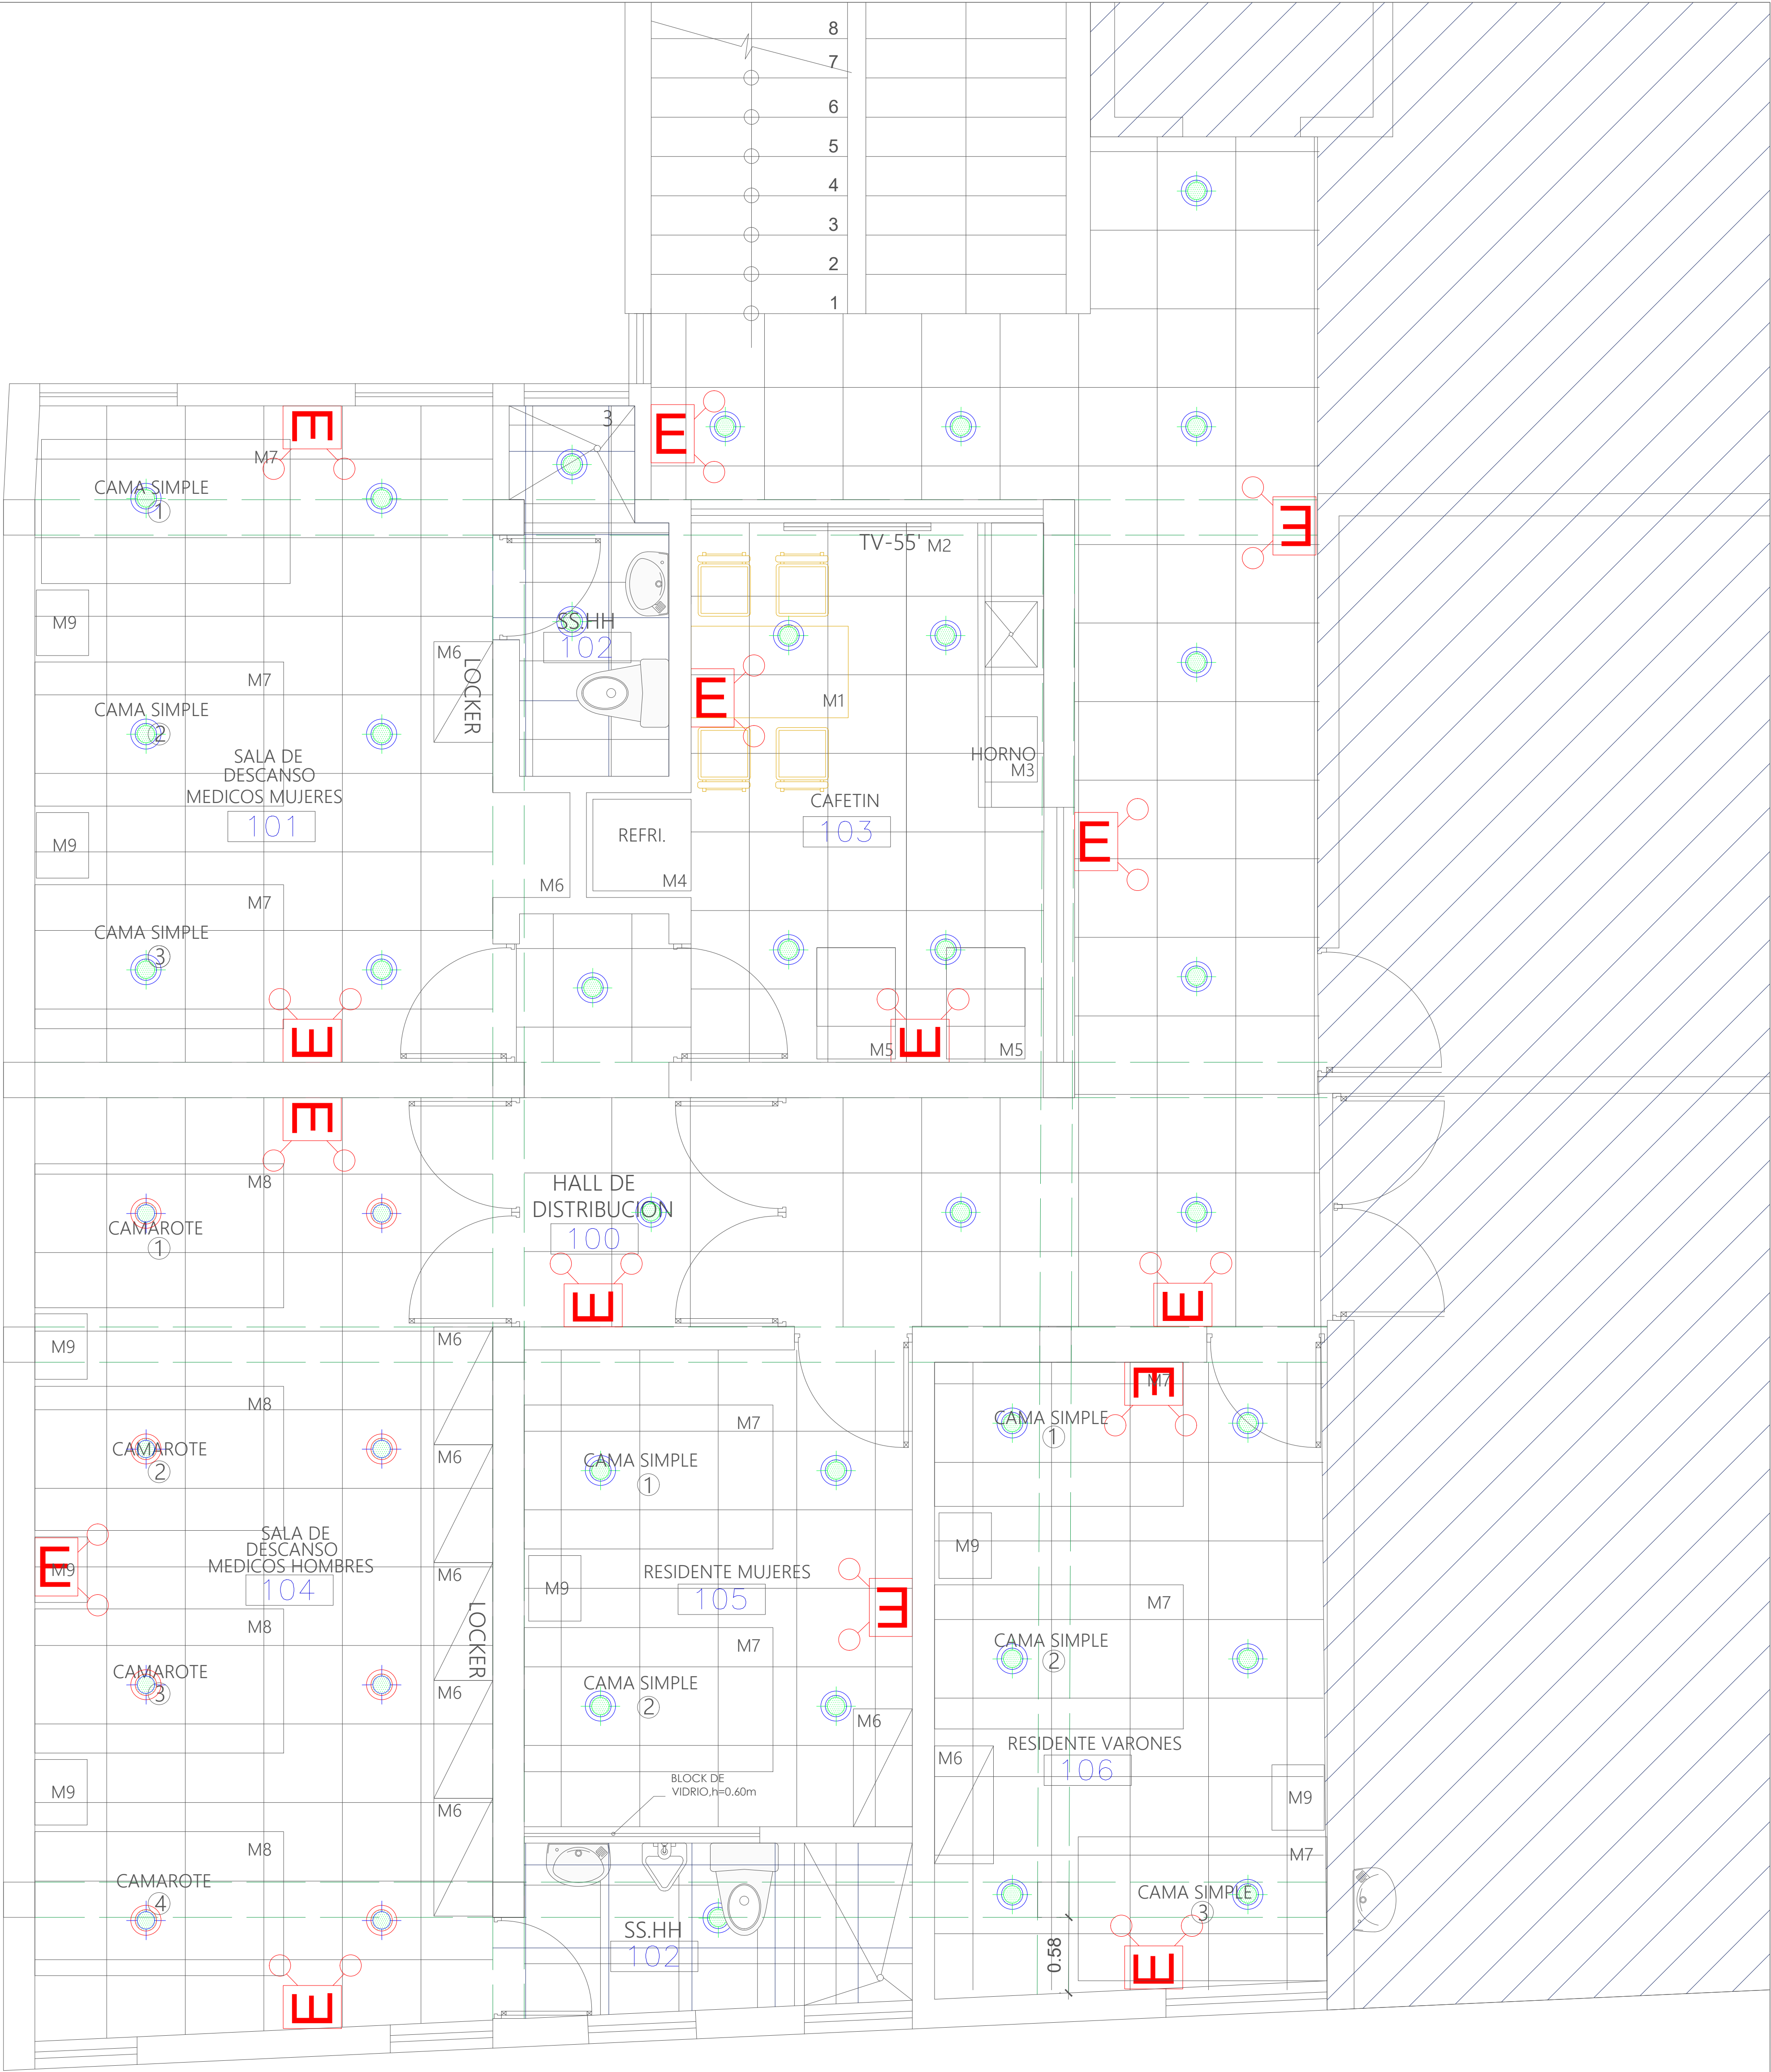 8
7
6
5
4
3
2
1
E
M7
CAMA SIMPLE
1
3
E
E
TV-55' M2
M9
SS.HH
102
M6
LOCKER
M7
CAMA SIMPLE
2
E
M1
SALA DE
DESCANSO
MEDICOS MUJERES
101
HORNO
M3
CAFETIN
103
E
M9
REFRI.
M4
M6
M7
CAMA SIMPLE
3
E
M5
E
M5
E
M8
CAMAROTE
1
HALL DE
DISTRIBUCION
100
E
E
M9
M6
E
M7
CAMA SIMPLE
1
M8
CAMAROTE
2
M6
M7
CAMA SIMPLE
1
E
M9
SALA DE
DESCANSO
MEDICOS HOMBRES
104
M6
LOCKER
M9
RESIDENTE MUJERES
105
E
M9
M7
CAMA SIMPLE
2
M8
CAMAROTE
3
M6
M7
CAMA SIMPLE
2
M6
RESIDENTE VARONES
106
M6
M9
M9
M6
BLOCK DE
VIDRIO,h=0.60m
M8
CAMAROTE
4
M7
CAMA SIMPLE
3
SS.HH
102
0.58
E
E